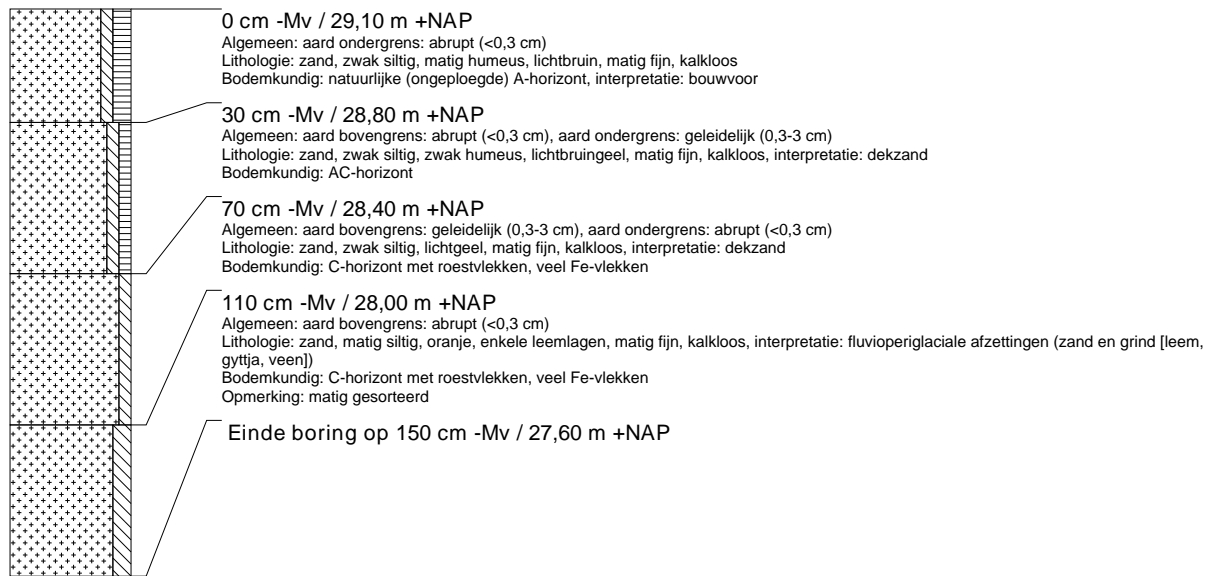 0 cm -Mv / 29,10 m +NAP
Algemeen: aard ondergrens: abrupt (<0,3 cm)
Lithologie: zand, zwak siltig, matig humeus, lichtbruin, matig fijn, kalkloos
Bodemkundig: natuurlijke (ongeploegde) A-horizont, interpretatie: bouwvoor
30 cm -Mv / 28,80 m +NAP
Algemeen: aard bovengrens: abrupt (<0,3 cm), aard ondergrens: geleidelijk (0,3-3 cm)
Lithologie: zand, zwak siltig, zwak humeus, lichtbruingeel, matig fijn, kalkloos, interpretatie: dekzand
Bodemkundig: AC-horizont
70 cm -Mv / 28,40 m +NAP
Algemeen: aard bovengrens: geleidelijk (0,3-3 cm), aard ondergrens: abrupt (<0,3 cm)
Lithologie: zand, zwak siltig, lichtgeel, matig fijn, kalkloos, interpretatie: dekzand
Bodemkundig: C-horizont met roestvlekken, veel Fe-vlekken
110 cm -Mv / 28,00 m +NAP
Algemeen: aard bovengrens: abrupt (<0,3 cm)
Lithologie: zand, matig siltig, oranje, enkele leemlagen, matig fijn, kalkloos, interpretatie: fluvioperiglaciale afzettingen (zand en grind [leem,
gyttja, veen])
Bodemkundig: C-horizont met roestvlekken, veel Fe-vlekken
Opmerking: matig gesorteerd
Einde boring op 150 cm -Mv / 27,60 m +NAP